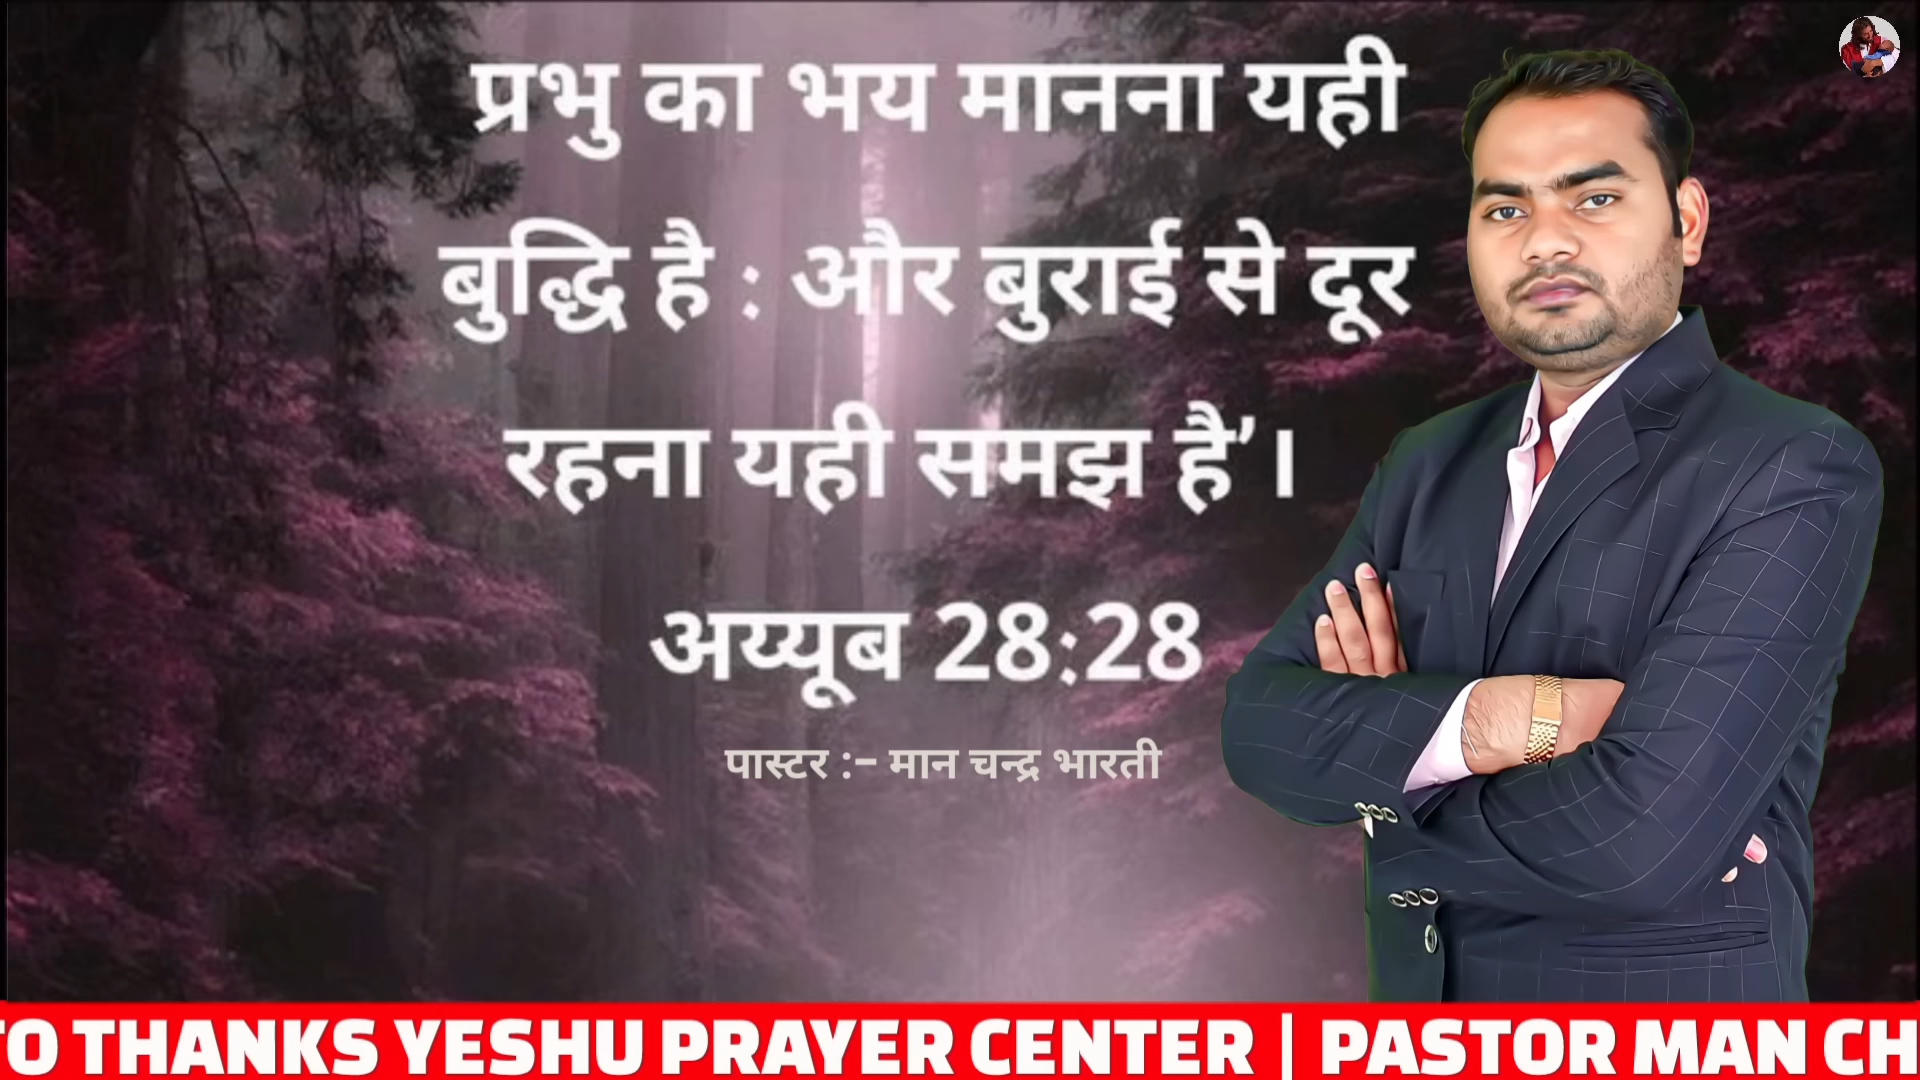 प्रभु का भय मानना यही
बुद्धि है : और बुराई से दूर
रहना यही समझ है’।
अय्यूब 28:28
पास्टर :- मान चन्द्र भारती
TO THANKS YESHU PRAYER CENTER | PASTOR MAN CH